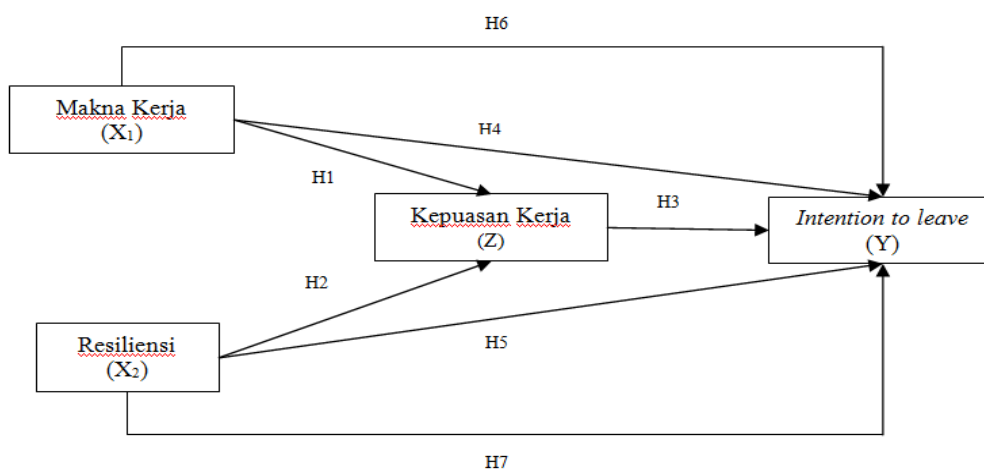 H6
Makna Kerja
(X₁)
H4
H1
Kepuasan Kerja
(Z)
H3
Intention to leave
(Y)
H2
Resiliensi
(X₂)
H5
H7